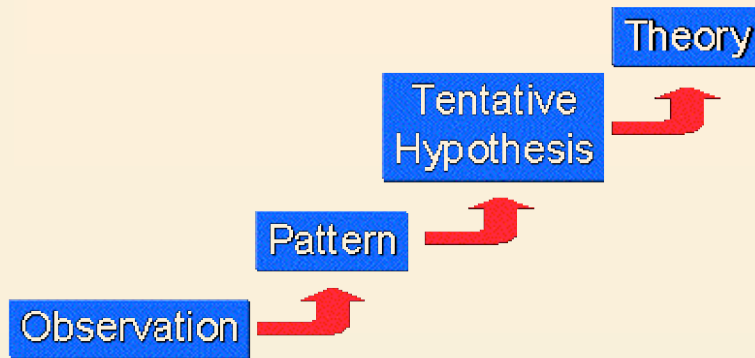 Theory
Tentative
Hypothesis
Pattern
Observation